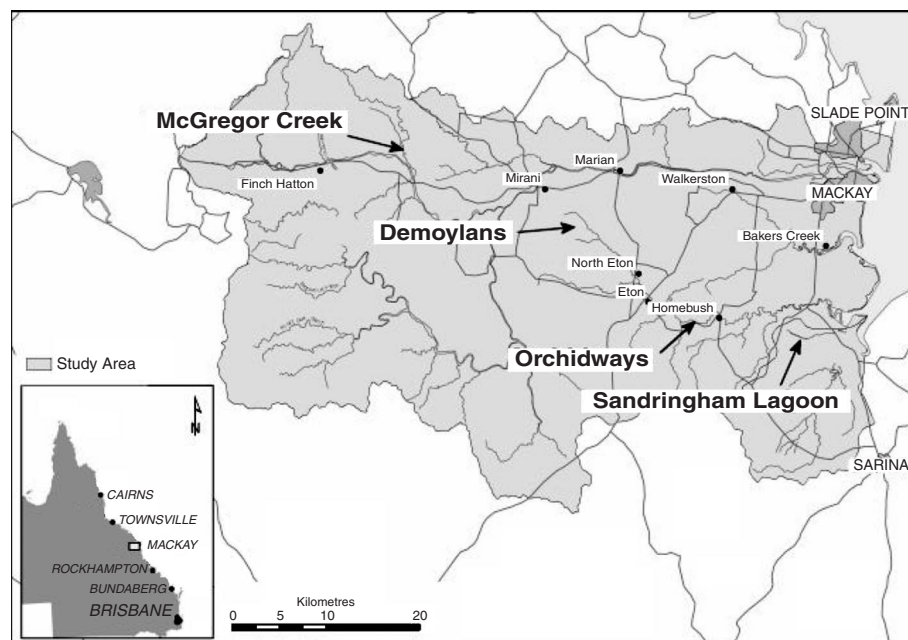 SLADE POINT
McGregor Creek
Marian
Finch Hatton
Mirani
Walkerston
MACKAY
Demoylans
Bakers Creek
North Eton
Eton
Homebush
Orchidways
Study Area
Sandringham Lagoon
SARINA
N
CAIRNS
TOWNSVILLE
MACKAY
ROCKHAMPTON
BUNDABERG
BRISBANE
Kilometres
0 5 10 20